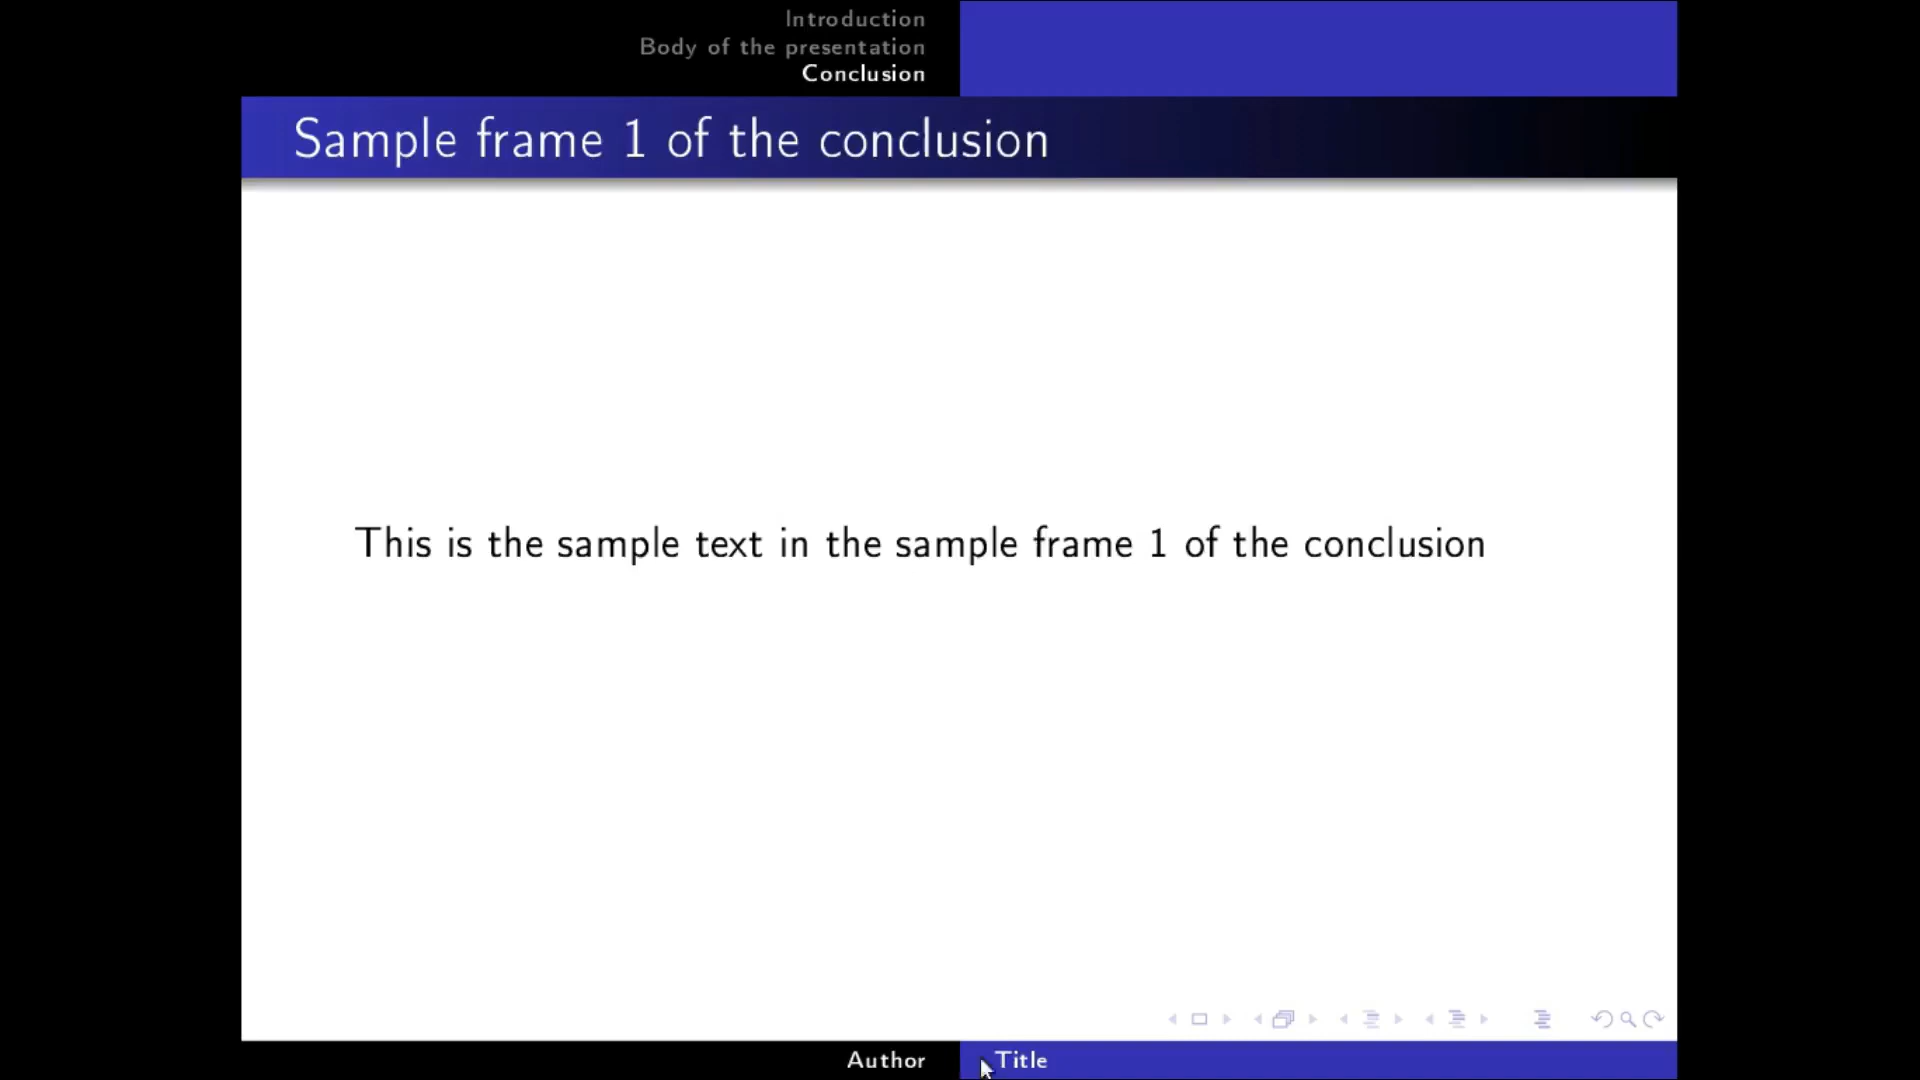 Introduction
Body of the presentation
Conclusion
Sample frame 1 of the conclusion
This is the sample text in the sample frame 1 of the conclusion
Author
Title